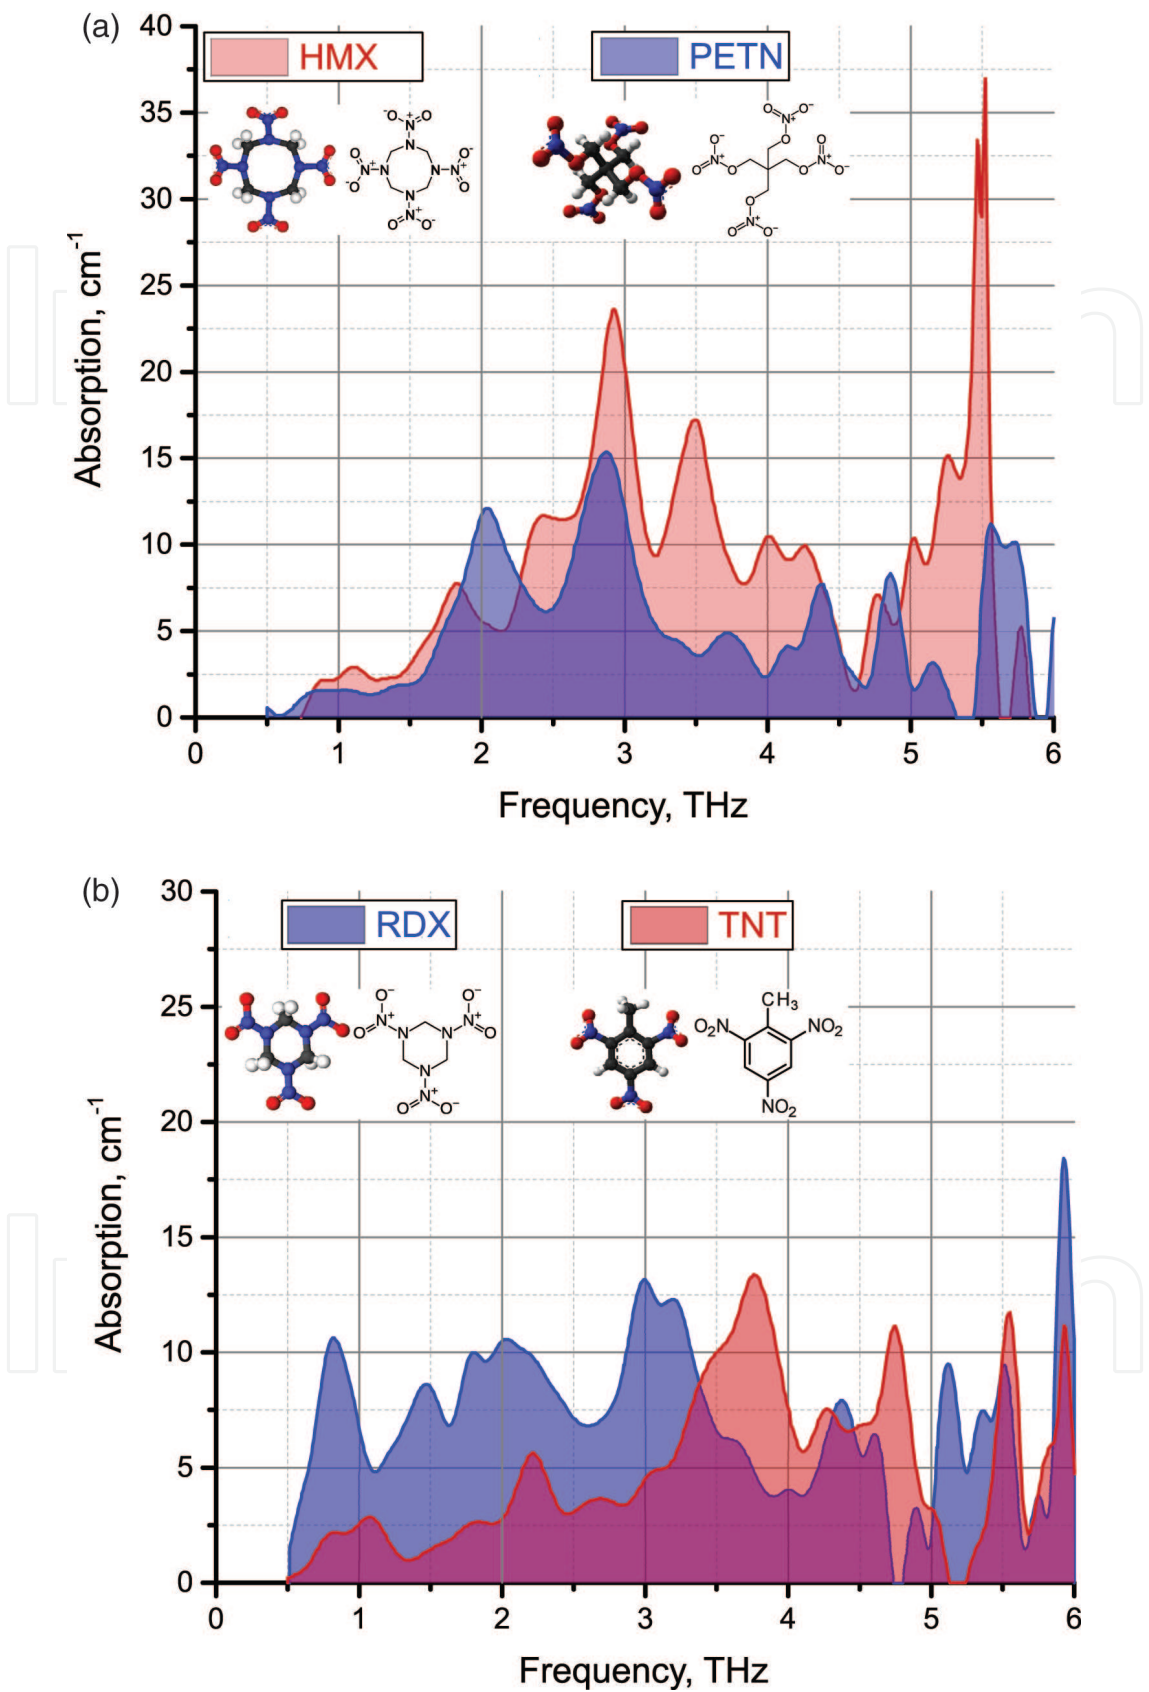 (a)
40
35
30
25
20
15
10
5
0
Absorption, cm⁻¹
HMX
PETN
⁻O N⁺ O
O N⁺ ⁻O N N N⁺ O⁻ O
N
N
O N⁺ O⁻
O N⁺ O⁻
O
O⁻ N⁺ O O
O O N⁺ O⁻
O
O N⁺ O⁻
0 1 2 3 4 5 6
Frequency, THz
(b)
30
25
20
15
10
5
0
Absorption, cm⁻¹
RDX
TNT
O⁻ O⁻
O N⁺ N N N⁺ O
N
O N⁺ O⁻
CH₃
O₂N NO₂
NO₂
0 1 2 3 4 5 6
Frequency, THz